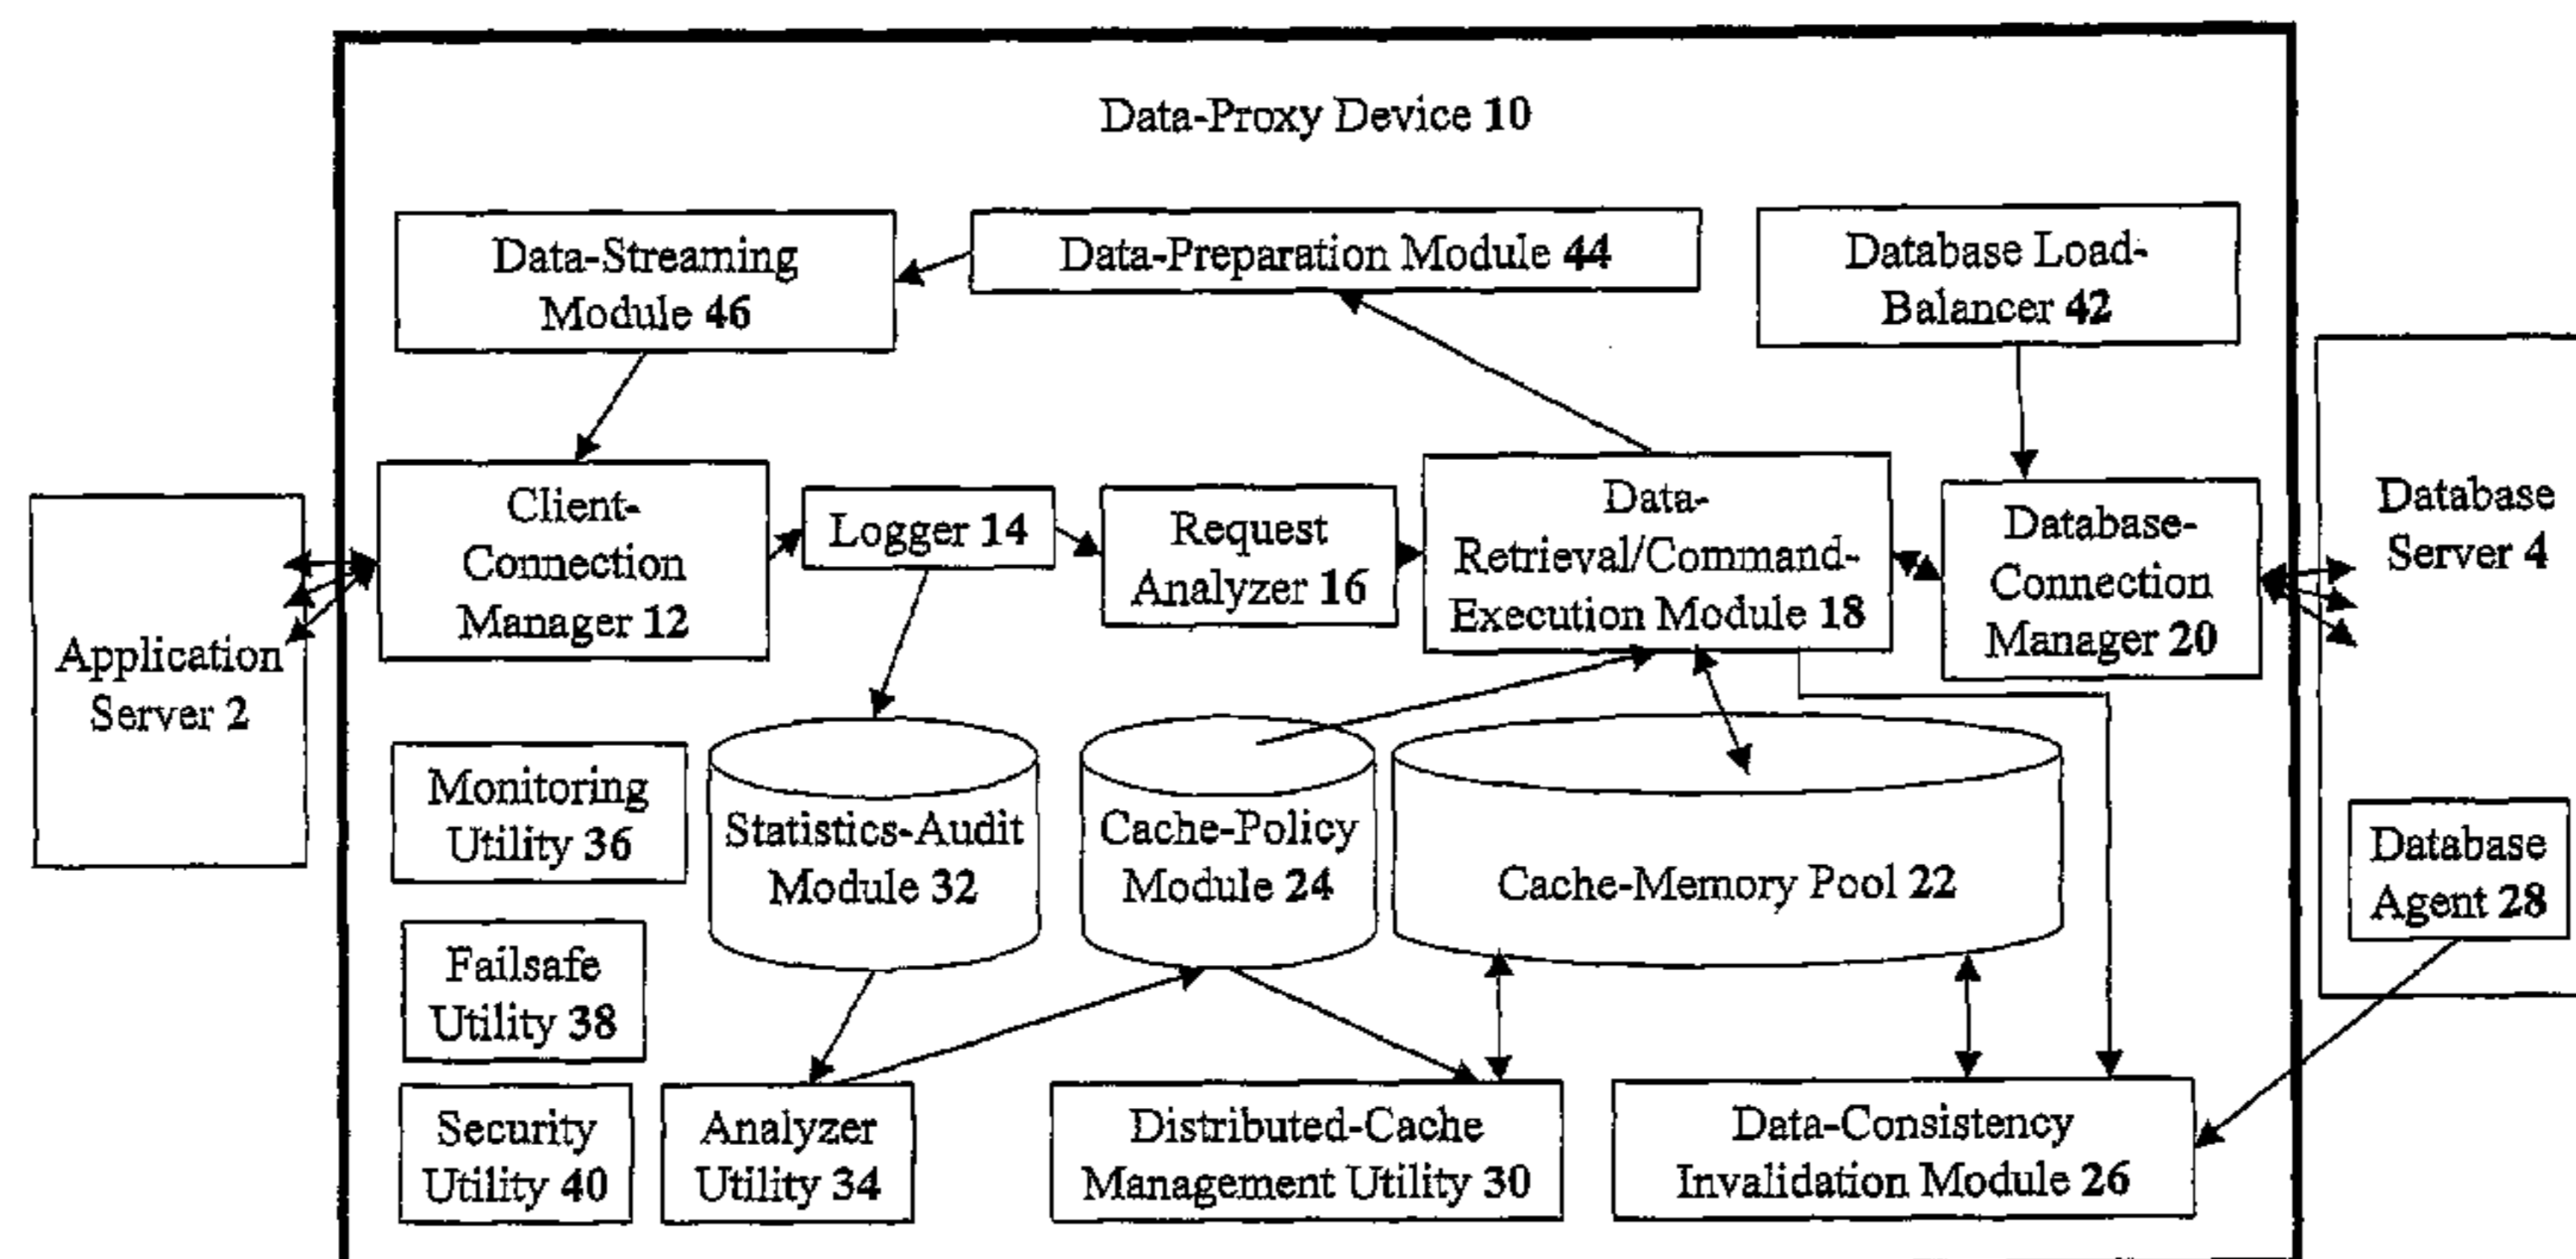 Data-Proxy Device 10
Data-Streaming
Module 46
Data-Preparation Module 44
Database Load-
Balancer 42
Application
Server 2
Client-
Connection
Manager 12
Logger 14
Request
Analyzer 16
Data-
Retrieval/Command-
Execution Module 18
Database-
Connection
Manager 20
Database
Server 4
Monitoring
Utility 36
Statistics-Audit
Module 32
Cache-Policy
Module 24
Cache-Memory Pool 22
Database
Agent 28
Failsafe
Utility 38
Security
Utility 40
Analyzer
Utility 34
Distributed-Cache
Management Utility 30
Data-Consistency
Invalidation Module 26